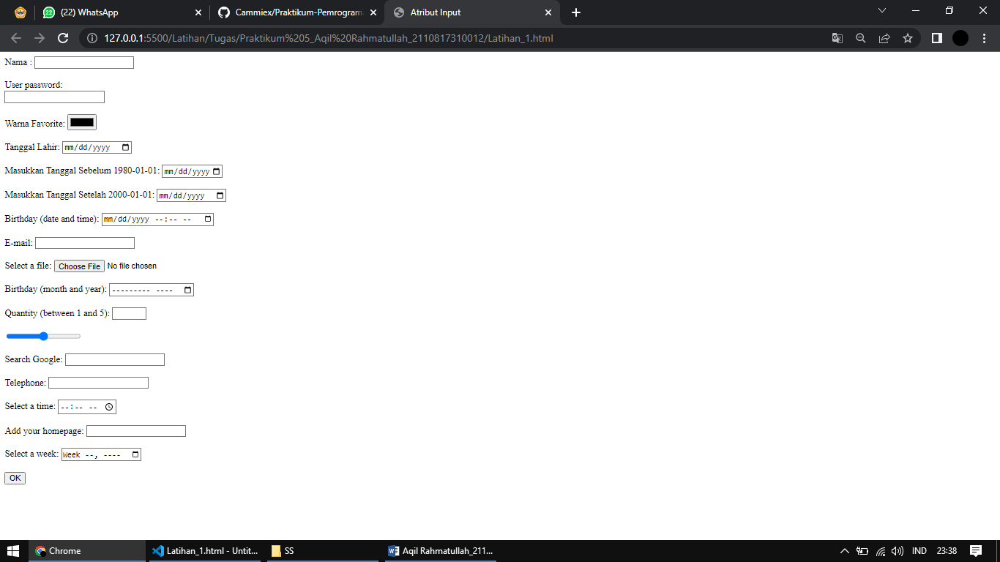 (22) WhatsApp
Cammiex/Praktikum-Pemrogram
Atribut Input
127.0.0.1:5500/Latihan/Tugas/Praktikum%205_Aqil%20Rahmatullah_2110817310012/Latihan_1.html
Nama :
User password:
Warna Favorite:
Tanggal Lahir: mm/dd/yyyy
Masukkan Tanggal Sebelum 1980-01-01: mm/dd/yyyy
Masukkan Tanggal Setelah 2000-01-01: mm/dd/yyyy
Birthday (date and time): mm/dd/yyyy --:-- --
E-mail:
Select a file: Choose File No file chosen
Birthday (month and year): --------- ----
Quantity (between 1 and 5):
Search Google:
Telephone:
Select a time: --:-- --
Add your homepage:
Select a week: Week --, ----
OK
Chrome
Latihan_1.html - Untit...
SS
Aqil Rahmatullah_211...
IND
23:38